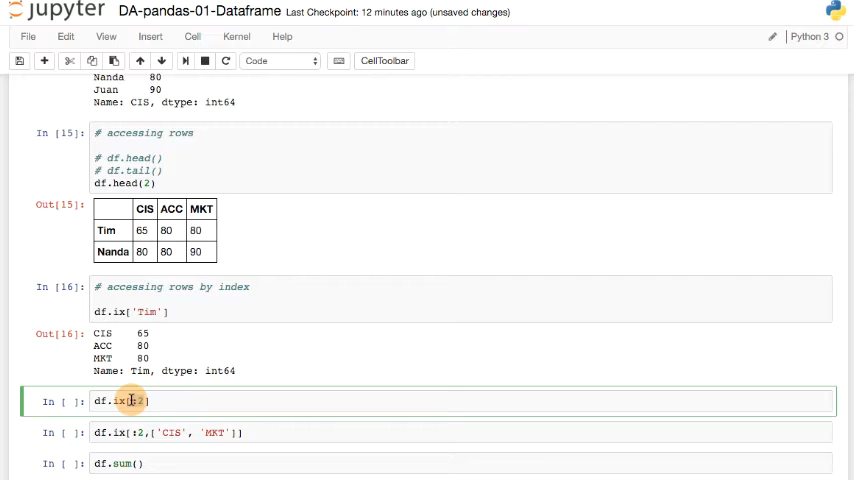 jupyter DA-pandas-01-Dataframe Last Checkpoint: 12 minutes ago (unsaved changes)
File Edit View Insert Cell Kernel Help Python 3
Code CellToolbar
Nanda 80
Juan 90
Name: CIS, dtype: int64
In [15]: # accessing rows
# df.head()
# df.tail()
df.head(2)
Out[15]: CIS ACC MKT
Tim 65 80 80
Nanda 80 80 90
In [16]: # accessing rows by index
df.ix['Tim']
Out[16]: CIS 65
ACC 80
MKT 80
Name: Tim, dtype: int64
In [ ]: df.ix[:2]
In [ ]: df.ix[:2,['CIS', 'MKT']]
In [ ]: df.sum()